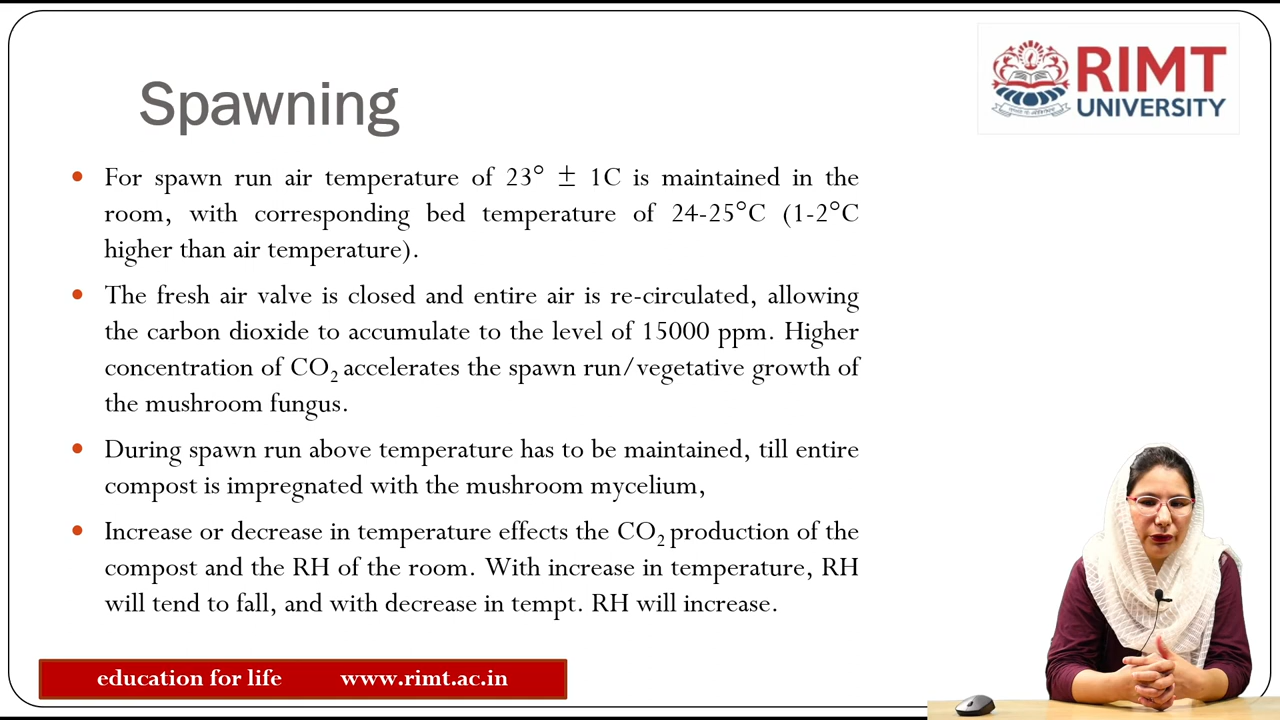 Spawning
RIMT
UNIVERSITY
For spawn run air temperature of 23° ± 1C is maintained in the
room, with corresponding bed temperature of 24-25°C (1-2°C
higher than air temperature).
The fresh air valve is closed and entire air is re-circulated, allowing
the carbon dioxide to accumulate to the level of 15000 ppm. Higher
concentration of CO₂ accelerates the spawn run/vegetative growth of
the mushroom fungus.
During spawn run above temperature has to be maintained, till entire
compost is impregnated with the mushroom mycelium,
Increase or decrease in temperature effects the CO₂ production of the
compost and the RH of the room. With increase in temperature, RH
will tend to fall, and with decrease in tempt. RH will increase.
education for life www.rimt.ac.in